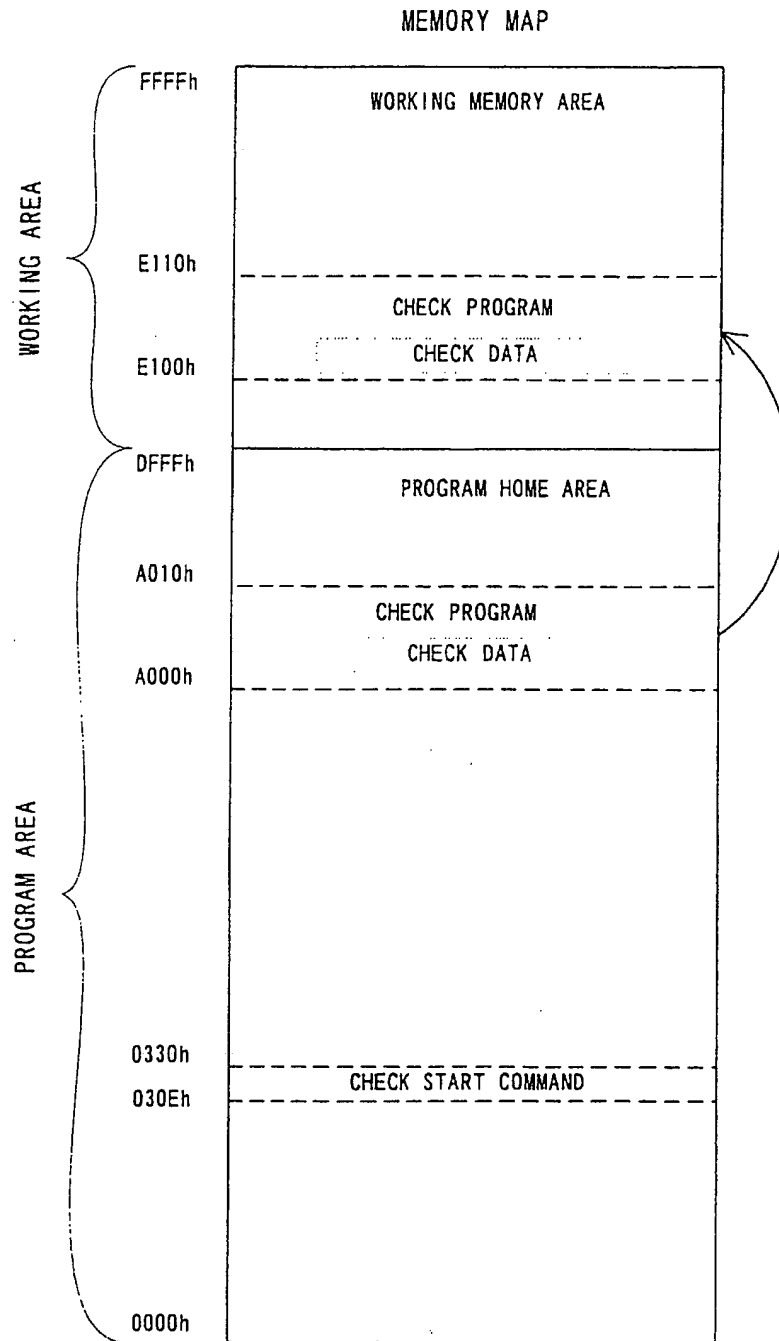 MEMORY MAP
FFFFh
WORKING MEMORY AREA
WORKING AREA
E110h
CHECK PROGRAM
CHECK DATA
E100h
DFFFh
PROGRAM HOME AREA
A010h
CHECK PROGRAM
CHECK DATA
A000h
PROGRAM AREA
0330h
CHECK START COMMAND
030Eh
0000h